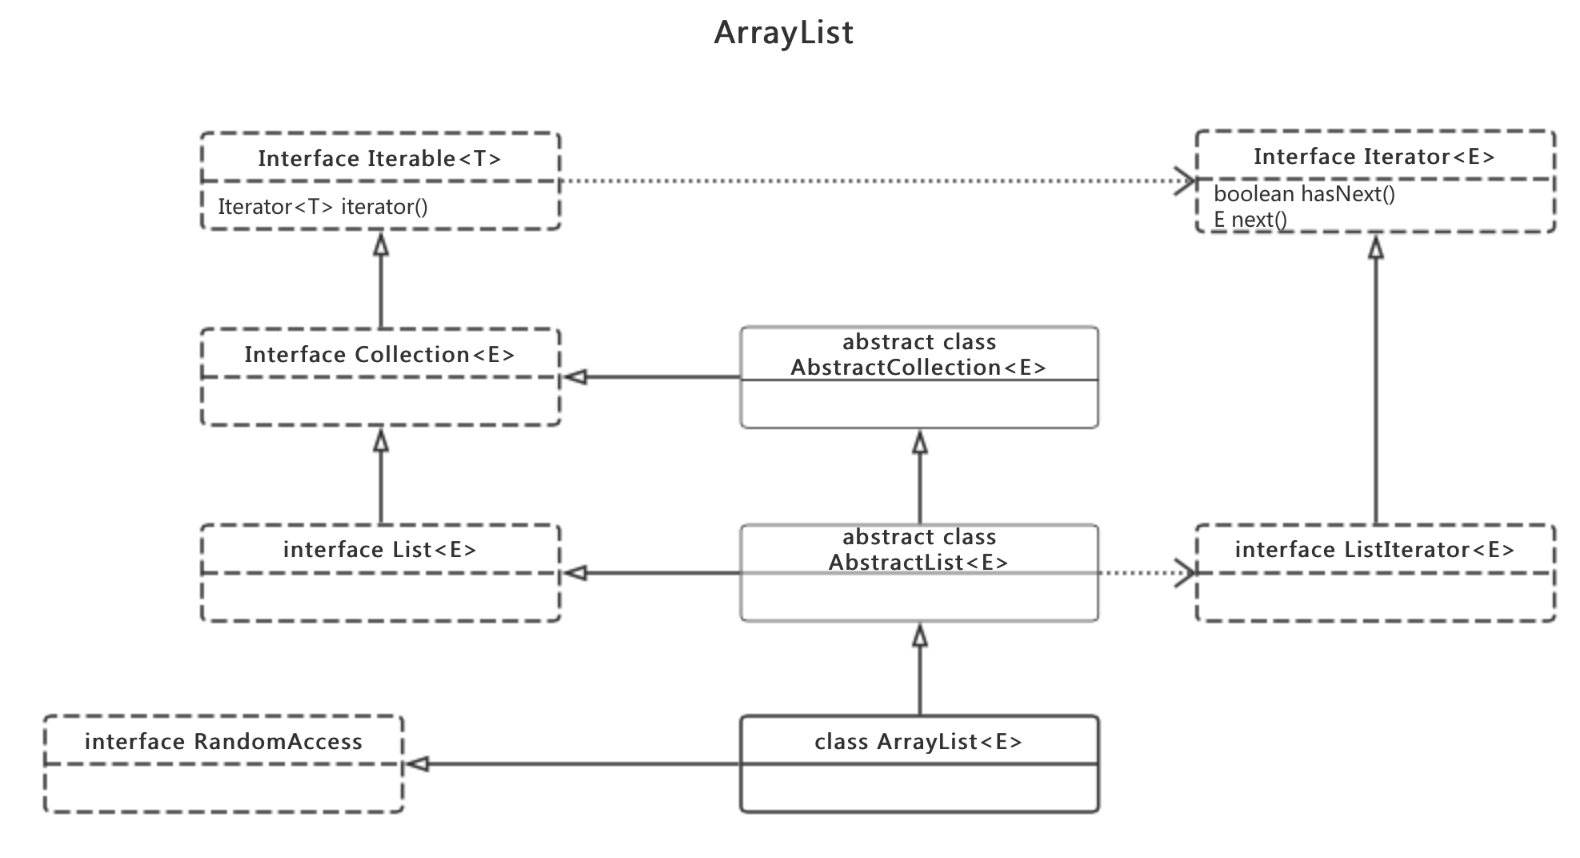 ArrayList
Interface Iterable<T>
Iterator<T> iterator()
Interface Iterator<E>
boolean hasNext()
E next()
Interface Collection<E>
abstract class
AbstractCollection<E>
interface List<E>
abstract class
AbstractList<E>
interface ListIterator<E>
interface RandomAccess
class ArrayList<E>